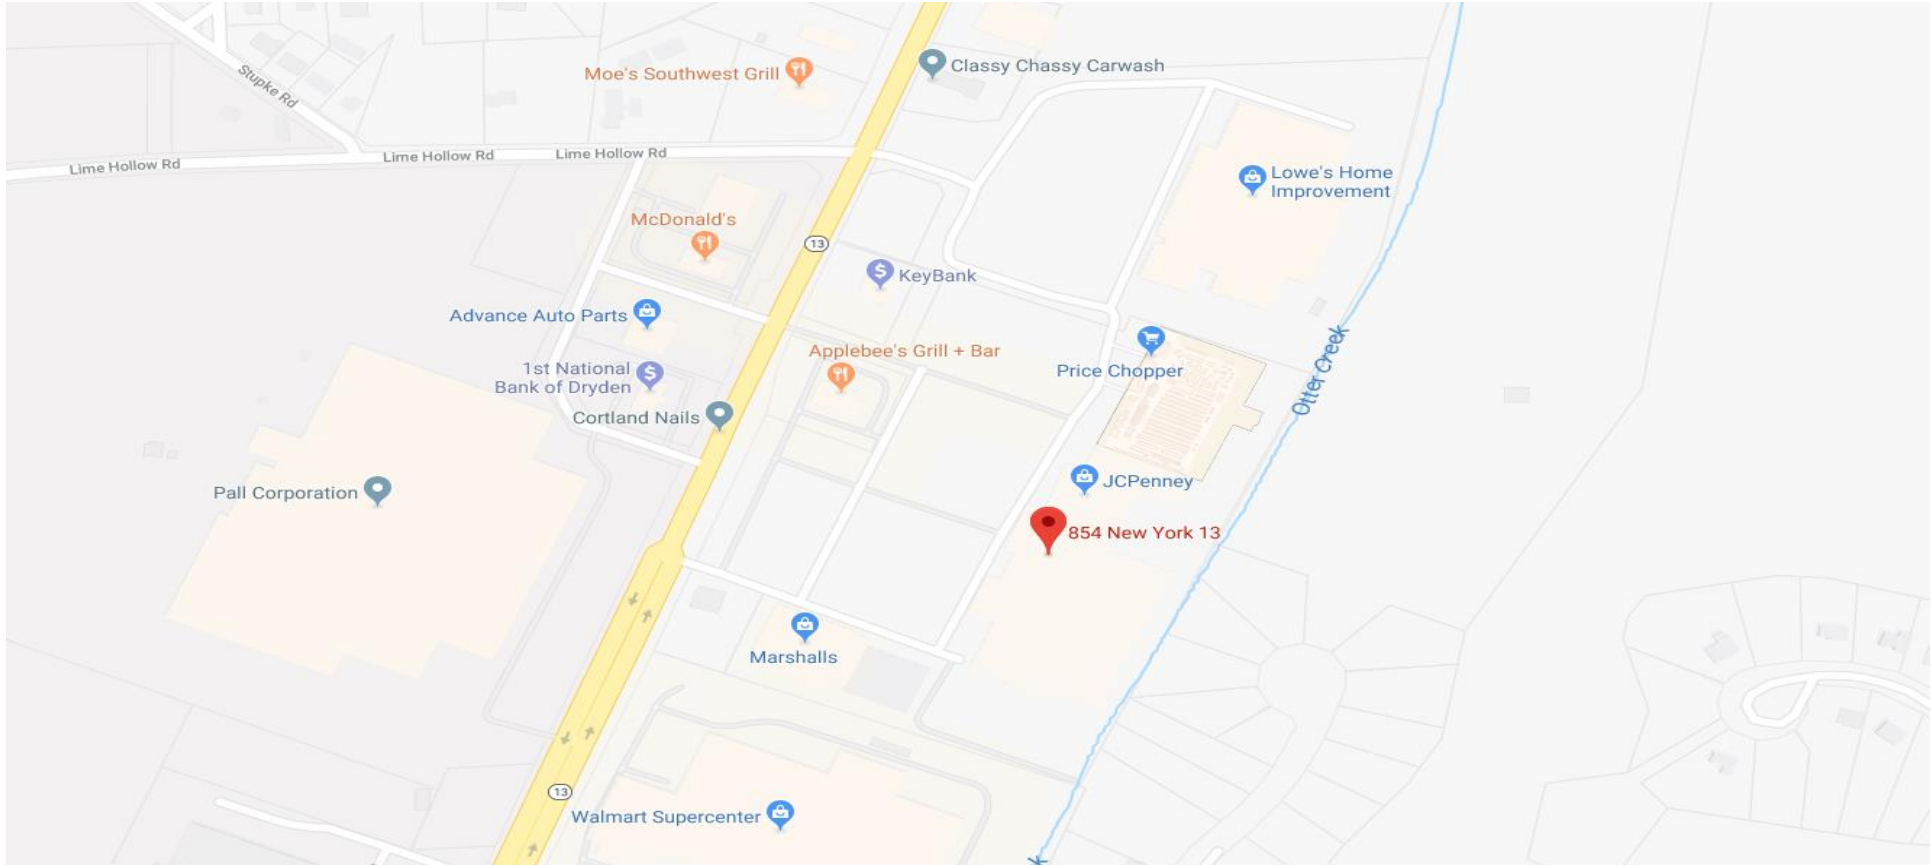 Moe's Southwest Grill
Classy Chassy Carwash
Stupke Rd
Lime Hollow Rd
Lime Hollow Rd
Lime Hollow Rd
Lowe's Home
Improvement
McDonald's
13
KeyBank
Advance Auto Parts
Applebee's Grill + Bar
Price Chopper
Otter Creek
1st National
Bank of Dryden
Cortland Nails
Pall Corporation
JCPenney
854 New York 13
Marshalls
13
Walmart Supercenter